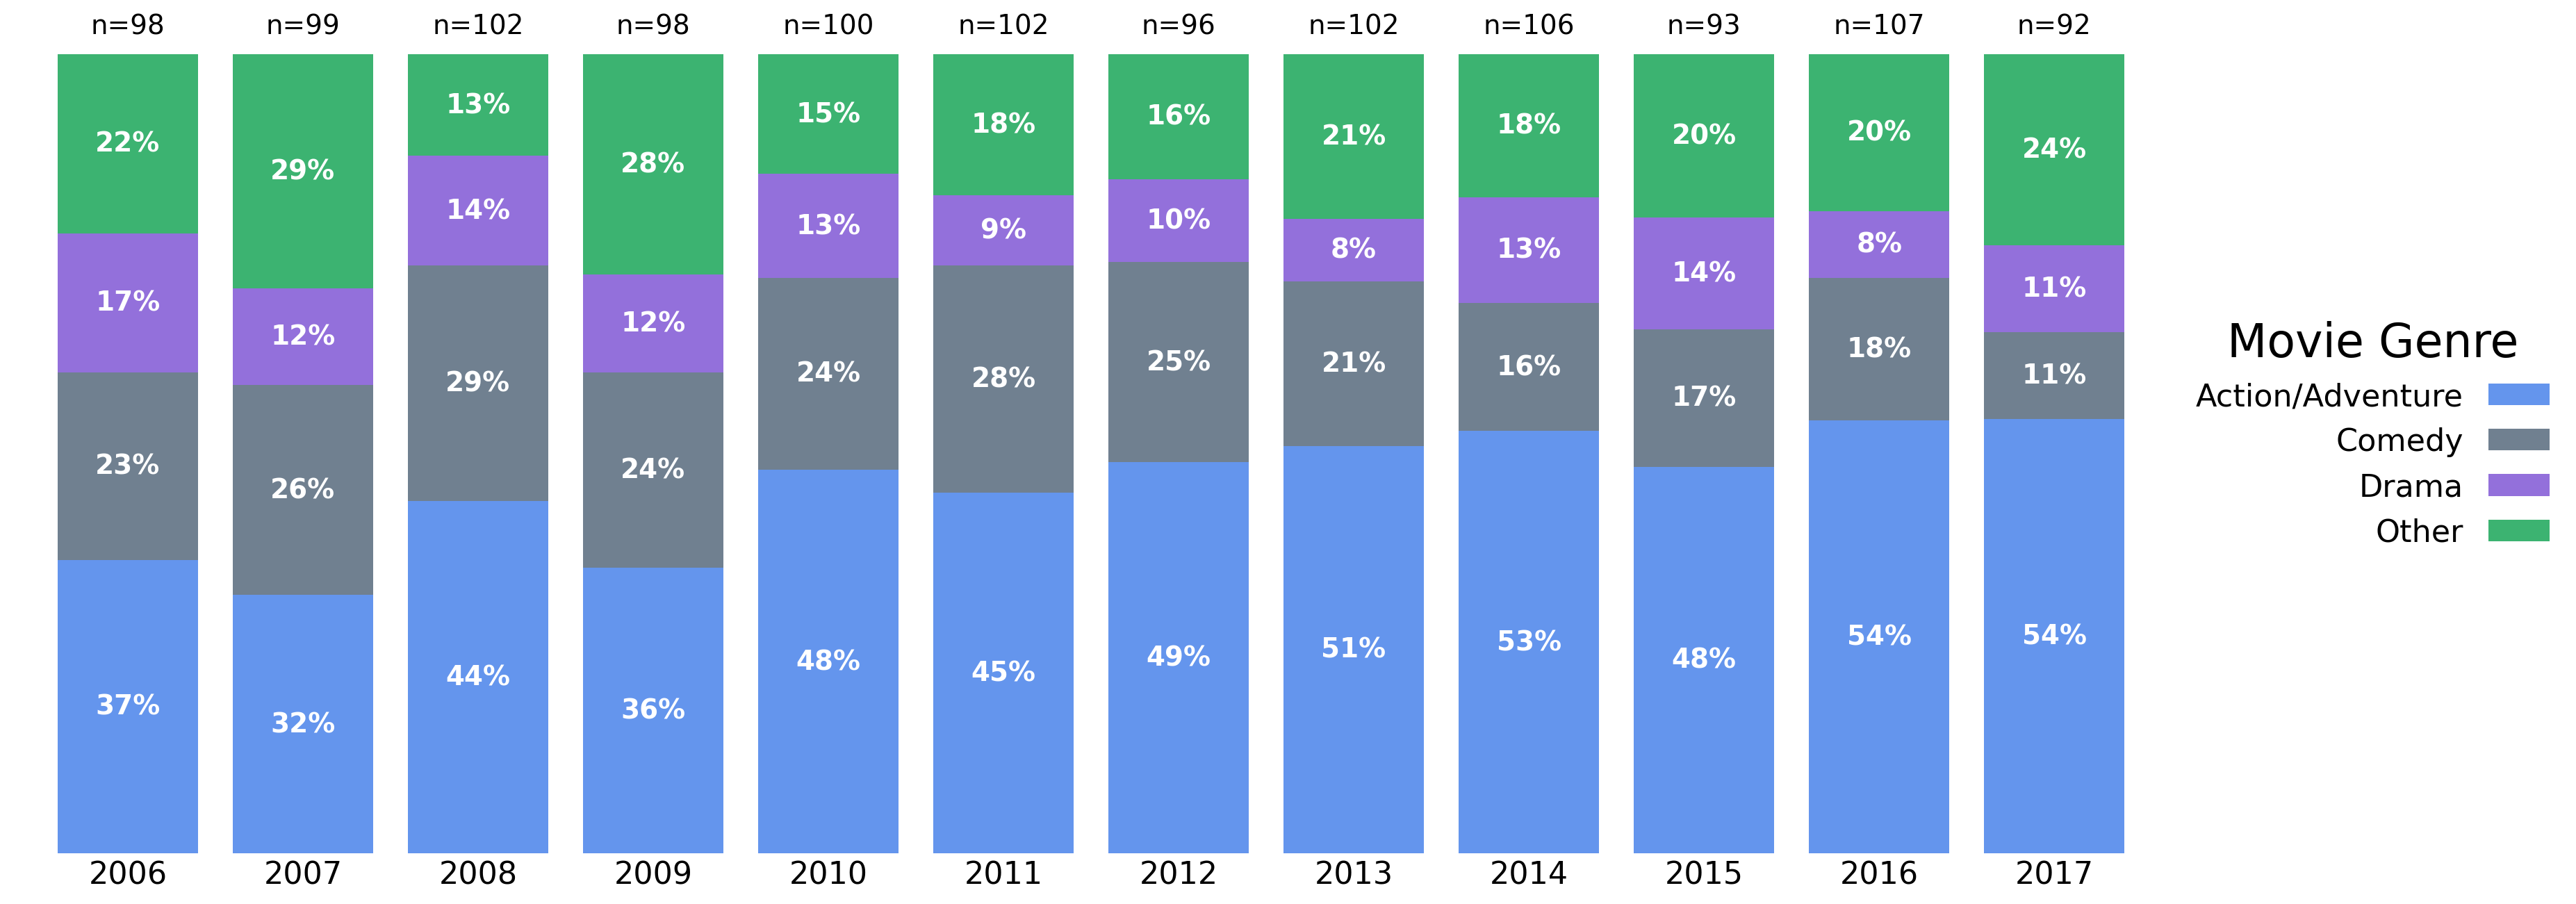 n=98 n=99 n=102 n=98 n=100 n=102 n=96 n=102 n=106 n=93 n=107 n=92
22% 29% 13% 28% 15% 18% 16% 21% 18% 20% 20% 24%
17% 12% 14% 12% 13% 9% 10% 8% 13% 14% 8% 11%
23% 26% 29% 24% 24% 28% 25% 21% 16% 17% 18% 11%
37% 32% 44% 36% 48% 45% 49% 51% 53% 48% 54% 54%
2006 2007 2008 2009 2010 2011 2012 2013 2014 2015 2016 2017
Movie Genre
Action/Adventure
Comedy
Drama
Other